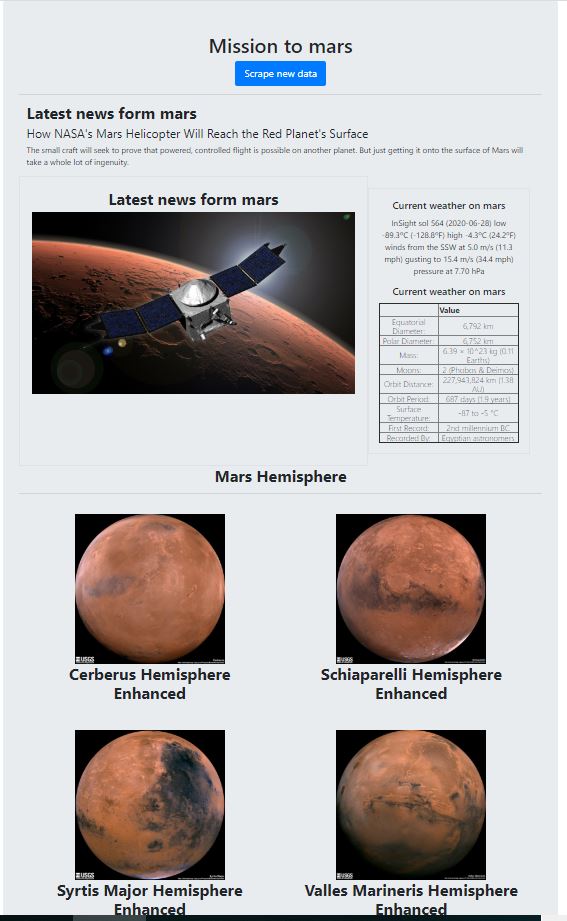 Mission to mars
Scrape new data
Latest news form mars
How NASA's Mars Helicopter Will Reach the Red Planet's Surface
The small craft will seek to prove that powered, controlled flight is possible on another planet. But just getting it onto the surface of Mars will
take a whole lot of ingenuity.
Latest news form mars
Current weather on mars
InSight sol 564 (2020-06-28) low
-89.3ºC (-128.8ºF) high -4.3ºC (24.2ºF)
winds from the SSW at 5.0 m/s (11.3
mph) gusting to 15.4 m/s (34.4 mph)
pressure at 7.70 hPa
Current weather on mars
Value
Equatorial
Diameter:
6,792 km
Polar Diameter:
6,752 km
Mass:
6.39 × 10^23 kg (0.11
Earths)
Moons:
2 (Phobos & Deimos)
Orbit Distance:
227,943,824 km (1.38
AU)
Orbit Period:
687 days (1.9 years)
Surface
Temperature:
-87 to -5 °C
First Record:
2nd millennium BC
Recorded By:
Egyptian astronomers
Mars Hemisphere
USGS
USGS
Cerberus Hemisphere
Enhanced
Schiaparelli Hemisphere
Enhanced
USGS
USGS
Syrtis Major Hemisphere
Enhanced
Valles Marineris Hemisphere
Enhanced